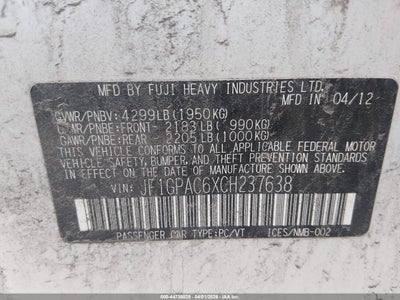 MFD BY FUJI HEAVY INDUSTRIES LTD.
MFD IN 04/12
GVWR/PNBV: 4299LB (1950KG)
GAWR/PNBE: FRONT - 2183LB ( 990KG)
GAWR/PNBE: REAR - 2205LB (1000KG)
THIS VEHICLE CONFORMS TO ALL APPLICABLE FEDERAL MOTOR
VEHICLE SAFETY, BUMPER, AND THEFT PREVENTION STANDARDS
IN EFFECT ON THE DATE OF MANUFACTURE SHOWN ABOVE.
VIN: JF1GPAC6XCH237638
PASSENGER CAR TYPE:PC/VT ICES/NMB-002